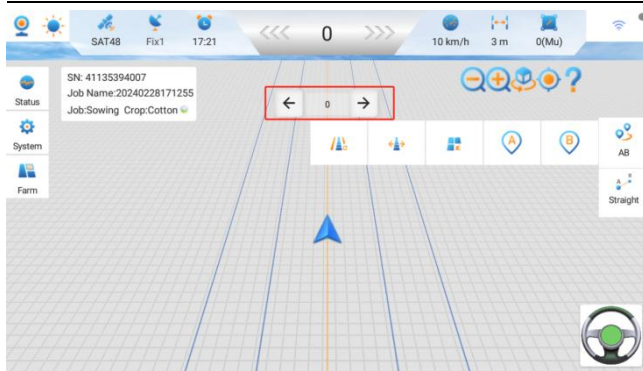 SAT48
Fix1
17:21
<<<
0
>>>
10 km/h
3 m
0(Mu)
Status
System
Farm
SN: 41135394007
Job Name:20240228171255
Job:Sowing Crop:Cotton
← 0 →
?
A
B
AB
A B
Straight